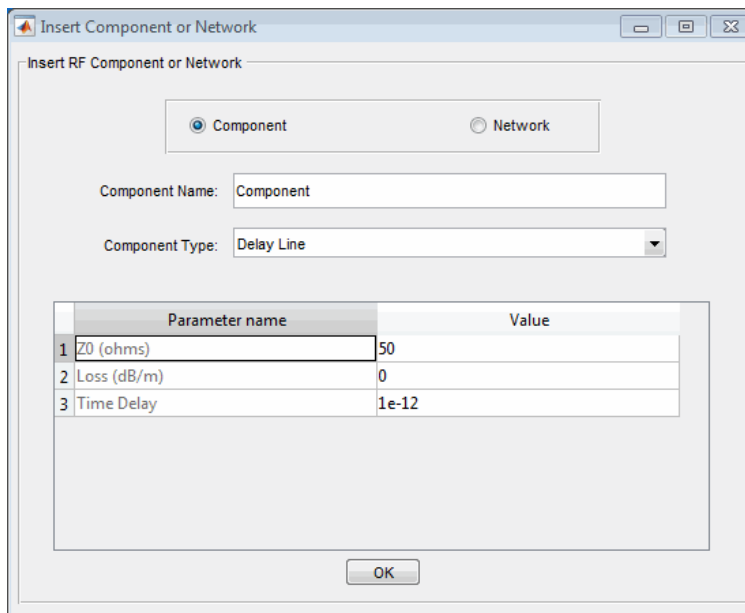 Insert Component or Network
Insert RF Component or Network
Component Network
Component Name: Component
Component Type: Delay Line
Parameter name Value
1 Z0 (ohms) 50
2 Loss (dB/m) 0
3 Time Delay 1e-12
OK